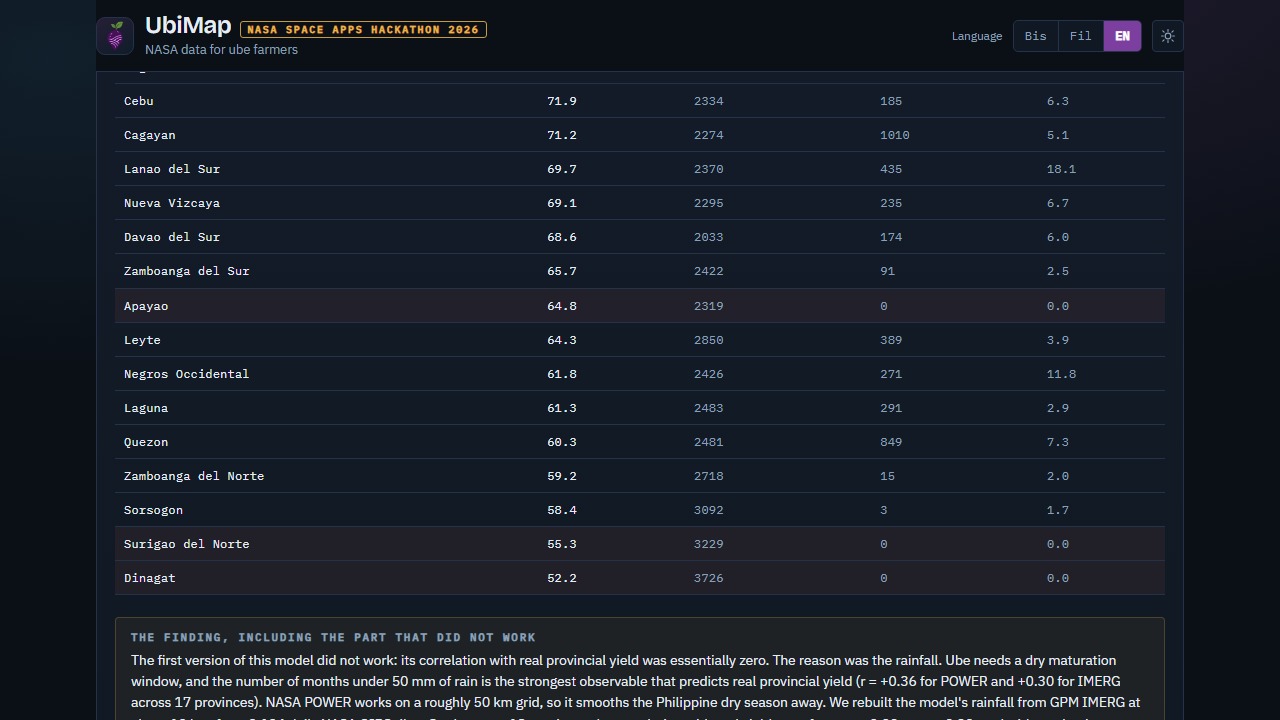 UbiMap NASA SPACE APPS HACKATHON 2026
NASA data for ube farmers
Language Bis Fil EN
Cebu 71.9 2334 185 6.3
Cagayan 71.2 2274 1010 5.1
Lanao del Sur 69.7 2370 435 18.1
Nueva Vizcaya 69.1 2295 235 6.7
Davao del Sur 68.6 2033 174 6.0
Zamboanga del Sur 65.7 2422 91 2.5
Apayao 64.8 2319 0 0.0
Leyte 64.3 2850 389 3.9
Negros Occidental 61.8 2426 271 11.8
Laguna 61.3 2483 291 2.9
Quezon 60.3 2481 849 7.3
Zamboanga del Norte 59.2 2718 15 2.0
Sorsogon 58.4 3092 3 1.7
Surigao del Norte 55.3 3229 0 0.0
Dinagat 52.2 3726 0 0.0
THE FINDING, INCLUDING THE PART THAT DID NOT WORK
The first version of this model did not work: its correlation with real provincial yield was essentially zero. The reason was the rainfall. Ube needs a dry maturation
window, and the number of months under 50 mm of rain is the strongest observable that predicts real provincial yield (r = +0.36 for POWER and +0.30 for IMERG
across 17 provinces). NASA POWER works on a roughly 50 km grid, so it smooths the Philippine dry season away. We rebuilt the model's rainfall from GPM IMERG at